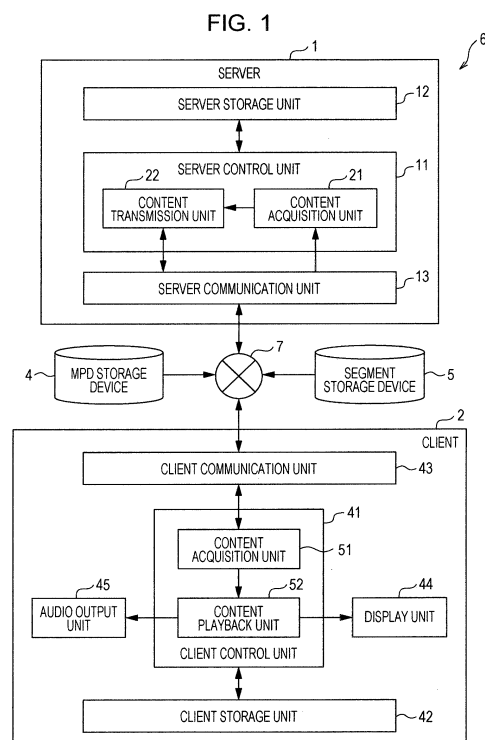 FIG. 1
1
6
SERVER
SERVER STORAGE UNIT
12
SERVER CONTROL UNIT
11
22
21
CONTENT
TRANSMISSION UNIT
CONTENT
ACQUISITION UNIT
SERVER COMMUNICATION UNIT
13
7
4
MPD STORAGE
DEVICE
SEGMENT
STORAGE DEVICE
5
2
CLIENT
CLIENT COMMUNICATION UNIT
43
41
CONTENT
ACQUISITION UNIT
51
45
52
44
AUDIO OUTPUT
UNIT
CONTENT
PLAYBACK UNIT
DISPLAY UNIT
CLIENT CONTROL UNIT
CLIENT STORAGE UNIT
42